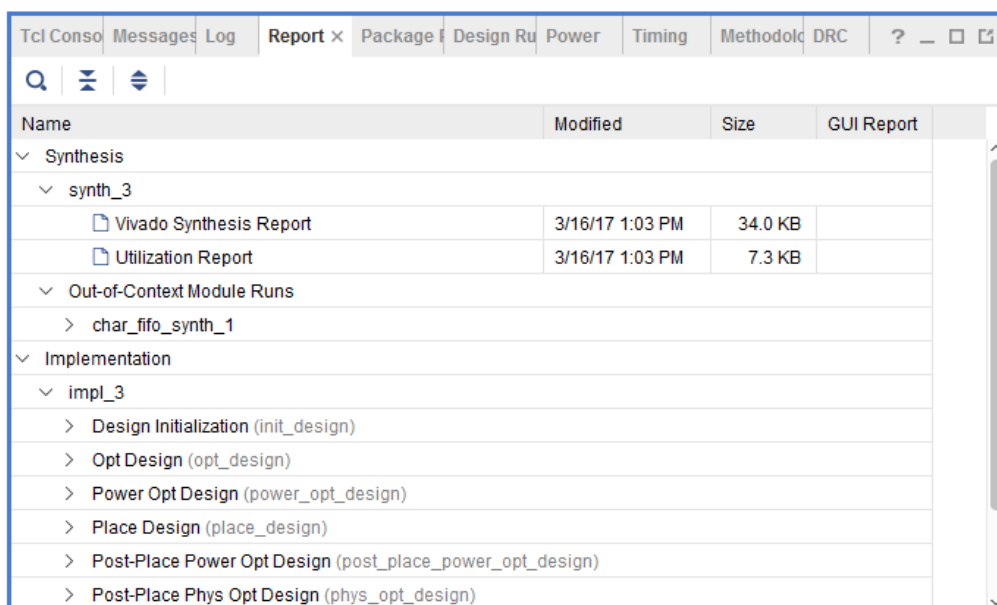 Tcl Conso Messages Log Report × Package Design Ru Power Timing Methodolo DRC ?
Name Modified Size GUI Report
Synthesis
synth_3
Vivado Synthesis Report 3/16/17 1:03 PM 34.0 KB
Utilization Report 3/16/17 1:03 PM 7.3 KB
Out-of-Context Module Runs
char_fifo_synth_1
Implementation
impl_3
Design Initialization (init_design)
Opt Design (opt_design)
Power Opt Design (power_opt_design)
Place Design (place_design)
Post-Place Power Opt Design (post_place_power_opt_design)
Post-Place Phys Opt Design (phys_opt_design)